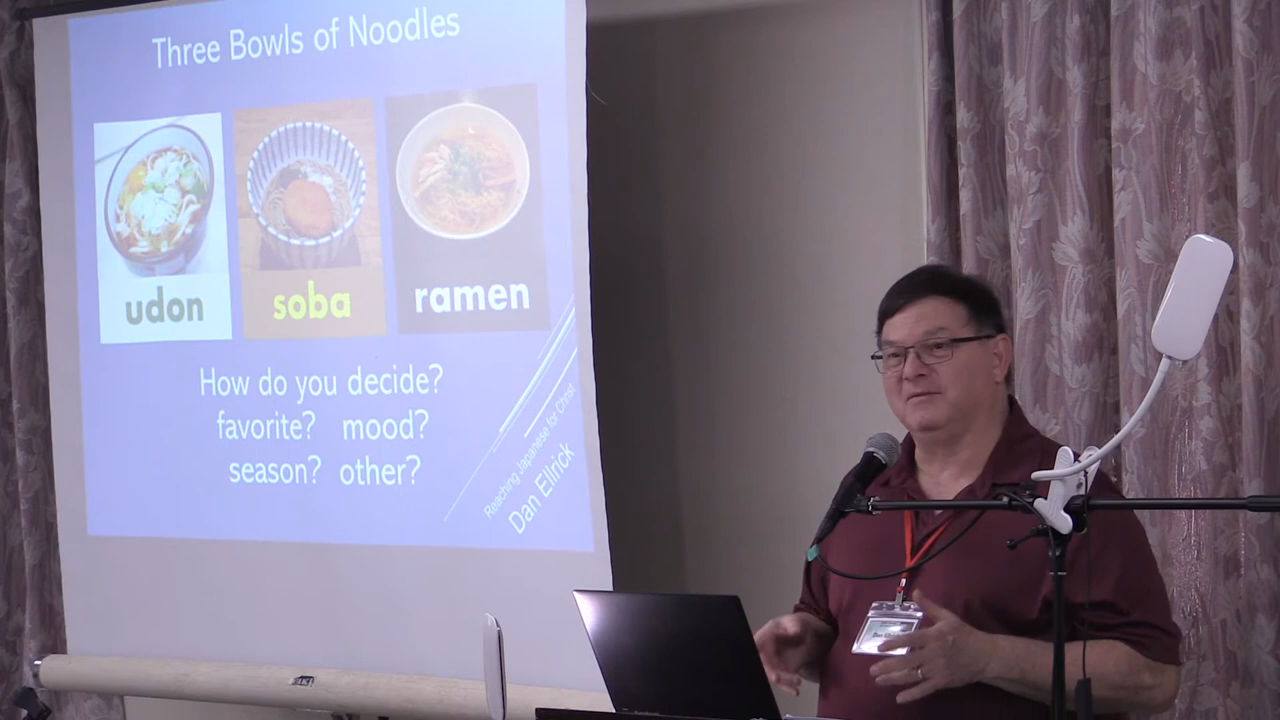 Three Bowls of Noodles
udon
soba
ramen
How do you decide?
favorite? mood?
season? other?
Reaching Japanese for Christ
Dan Ellrick
Dan